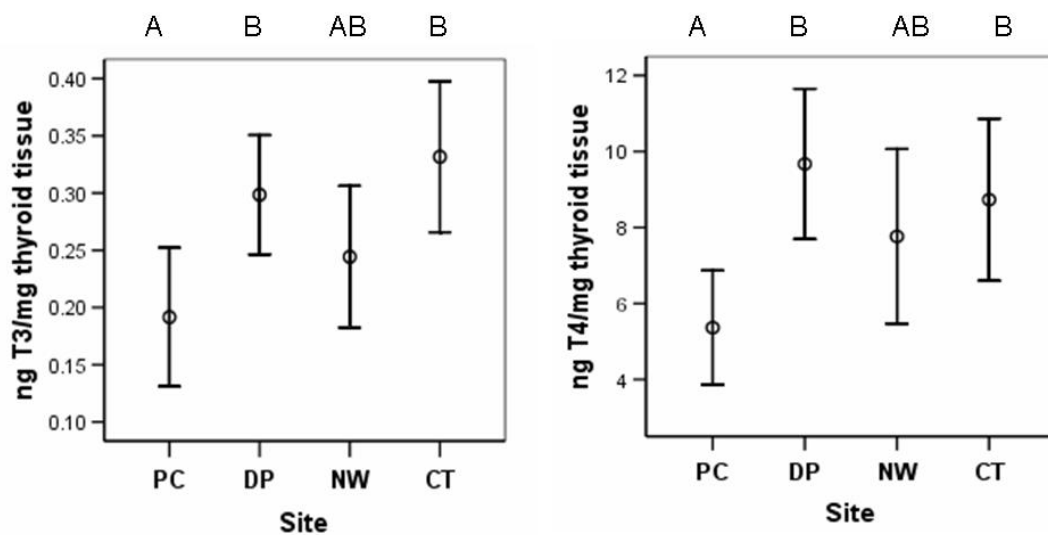 A B AB B
ng T3/mg thyroid tissue
0.40
0.35
0.30
0.25
0.20
0.15
0.10
PC DP NW CT
Site
A B AB B
ng T4/mg thyroid tissue
12
10
8
6
4
PC DP NW CT
Site